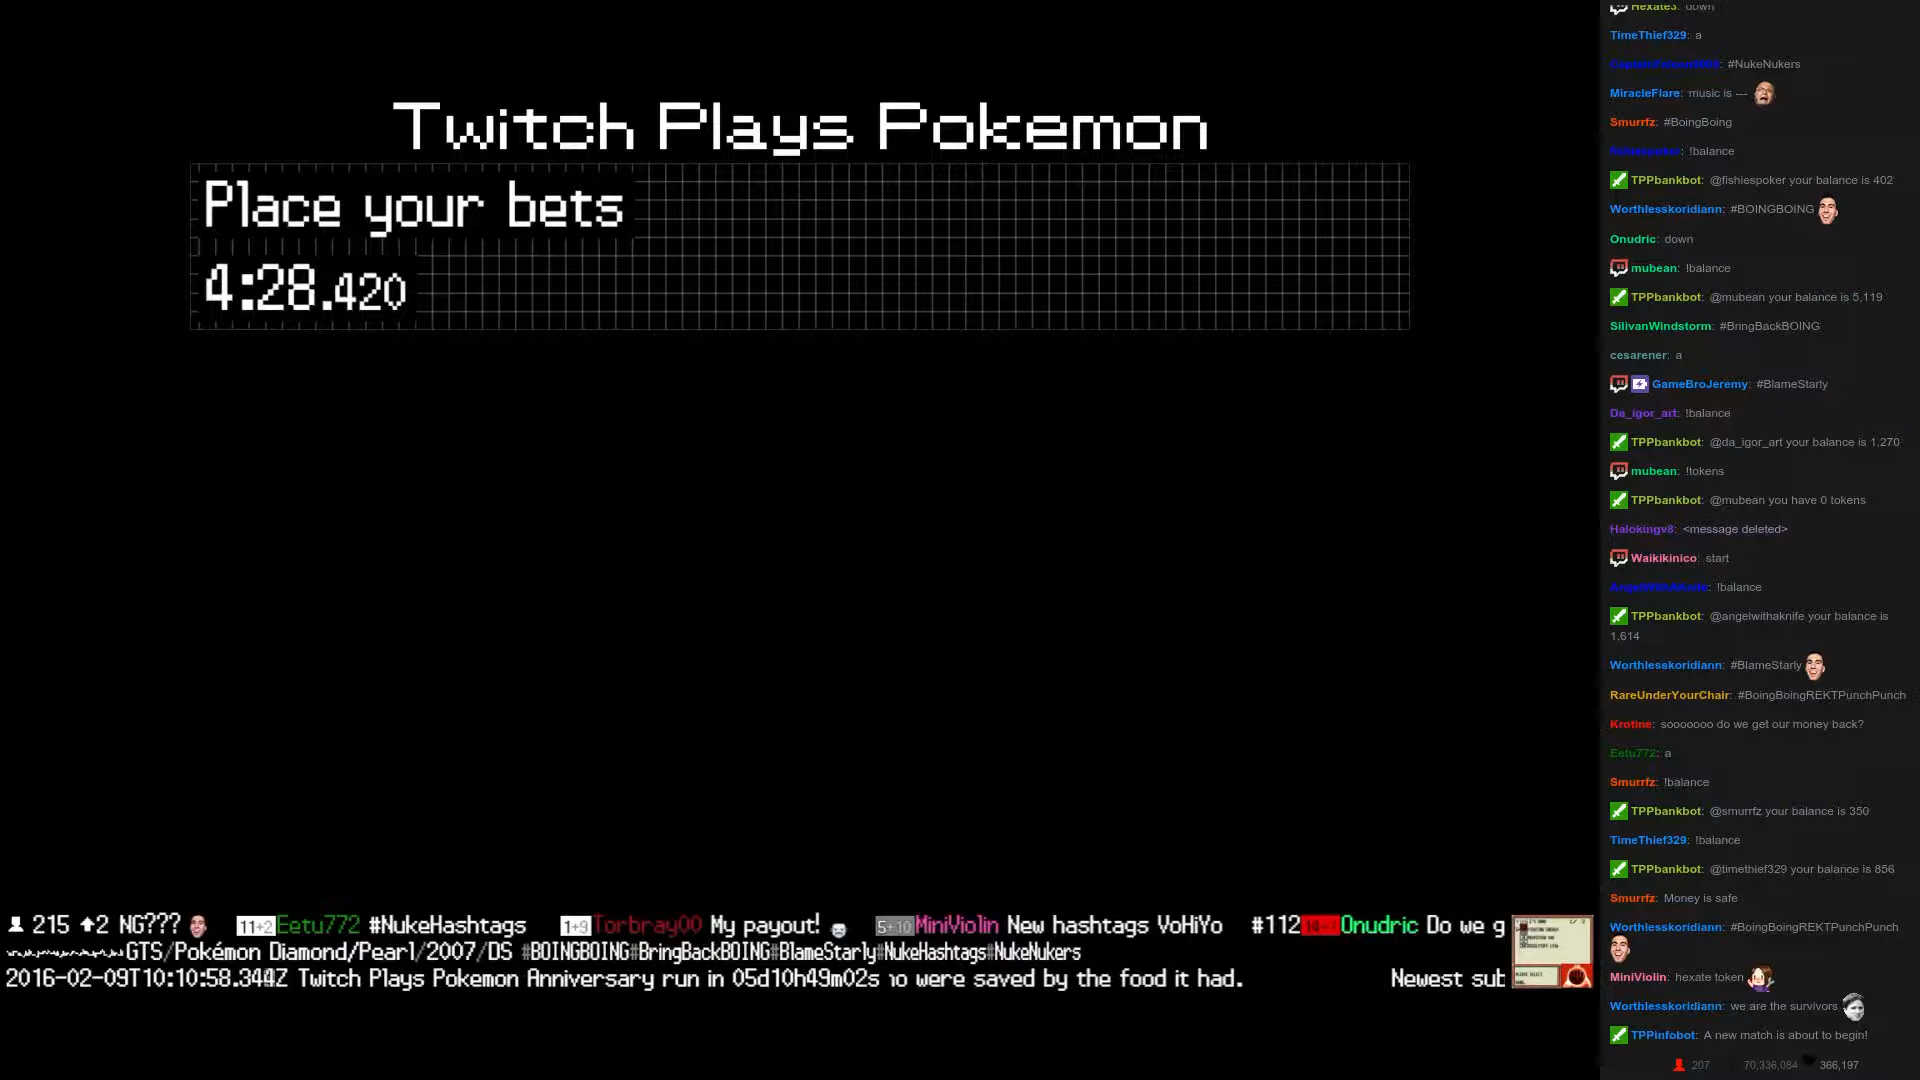 Twitch Plays Pokemon
Place your bets
4:28.420
215 2 NG??? 11+2 Eetu772 #NukeHashtags 1+9 Torbray00 My payout! 5+10 MiniViolin New hashtags VoHiYo #112 Onudric Do we g
GTS/Pokémon Diamond/Pearl/2007/DS #BOINGBOING#BringBackBOING#BlameStarly#NukeHashtags#NukeNukers
2016-02-09T10:10:58.344Z Twitch Plays Pokemon Anniversary run in 05d10h49m02s were saved by the food it had. Newest sub
Hexate3: down
TimeThief329: a
#NukeNukers
MiracleFlare: music is ---
Smurrfz: #BoingBoing
fishiespoker: !balance
TPPbankbot: @fishiespoker your balance is 402
Worthlesskoridiann: #BOINGBOING
Onudric: down
mubean: !balance
TPPbankbot: @mubean your balance is 5,119
SilivanWindstorm: #BringBackBOING
cesarener: a
GameBroJeremy: #BlameStarly
Da_igor_art: !balance
TPPbankbot: @da_igor_art your balance is 1,270
mubean: !tokens
TPPbankbot: @mubean you have 0 tokens
Halokingv8: <message deleted>
Waikikinico: start
AngelWithAKnife: !balance
TPPbankbot: @angelwithaknife your balance is
1,614
Worthlesskoridiann: #BlameStarly
RareUnderYourChair: #BoingBoingREKTPunchPunch
Krotine: sooooooo do we get our money back?
Eetu772: a
Smurrfz: !balance
TPPbankbot: @smurrfz your balance is 350
TimeThief329: !balance
TPPbankbot: @timethief329 your balance is 856
Smurrfz: Money is safe
Worthlesskoridiann: #BoingBoingREKTPunchPunch
MiniViolin: hexate token
Worthlesskoridiann: we are the survivors
TPPinfobot: A new match is about to begin!
207 70,336,084 366,197